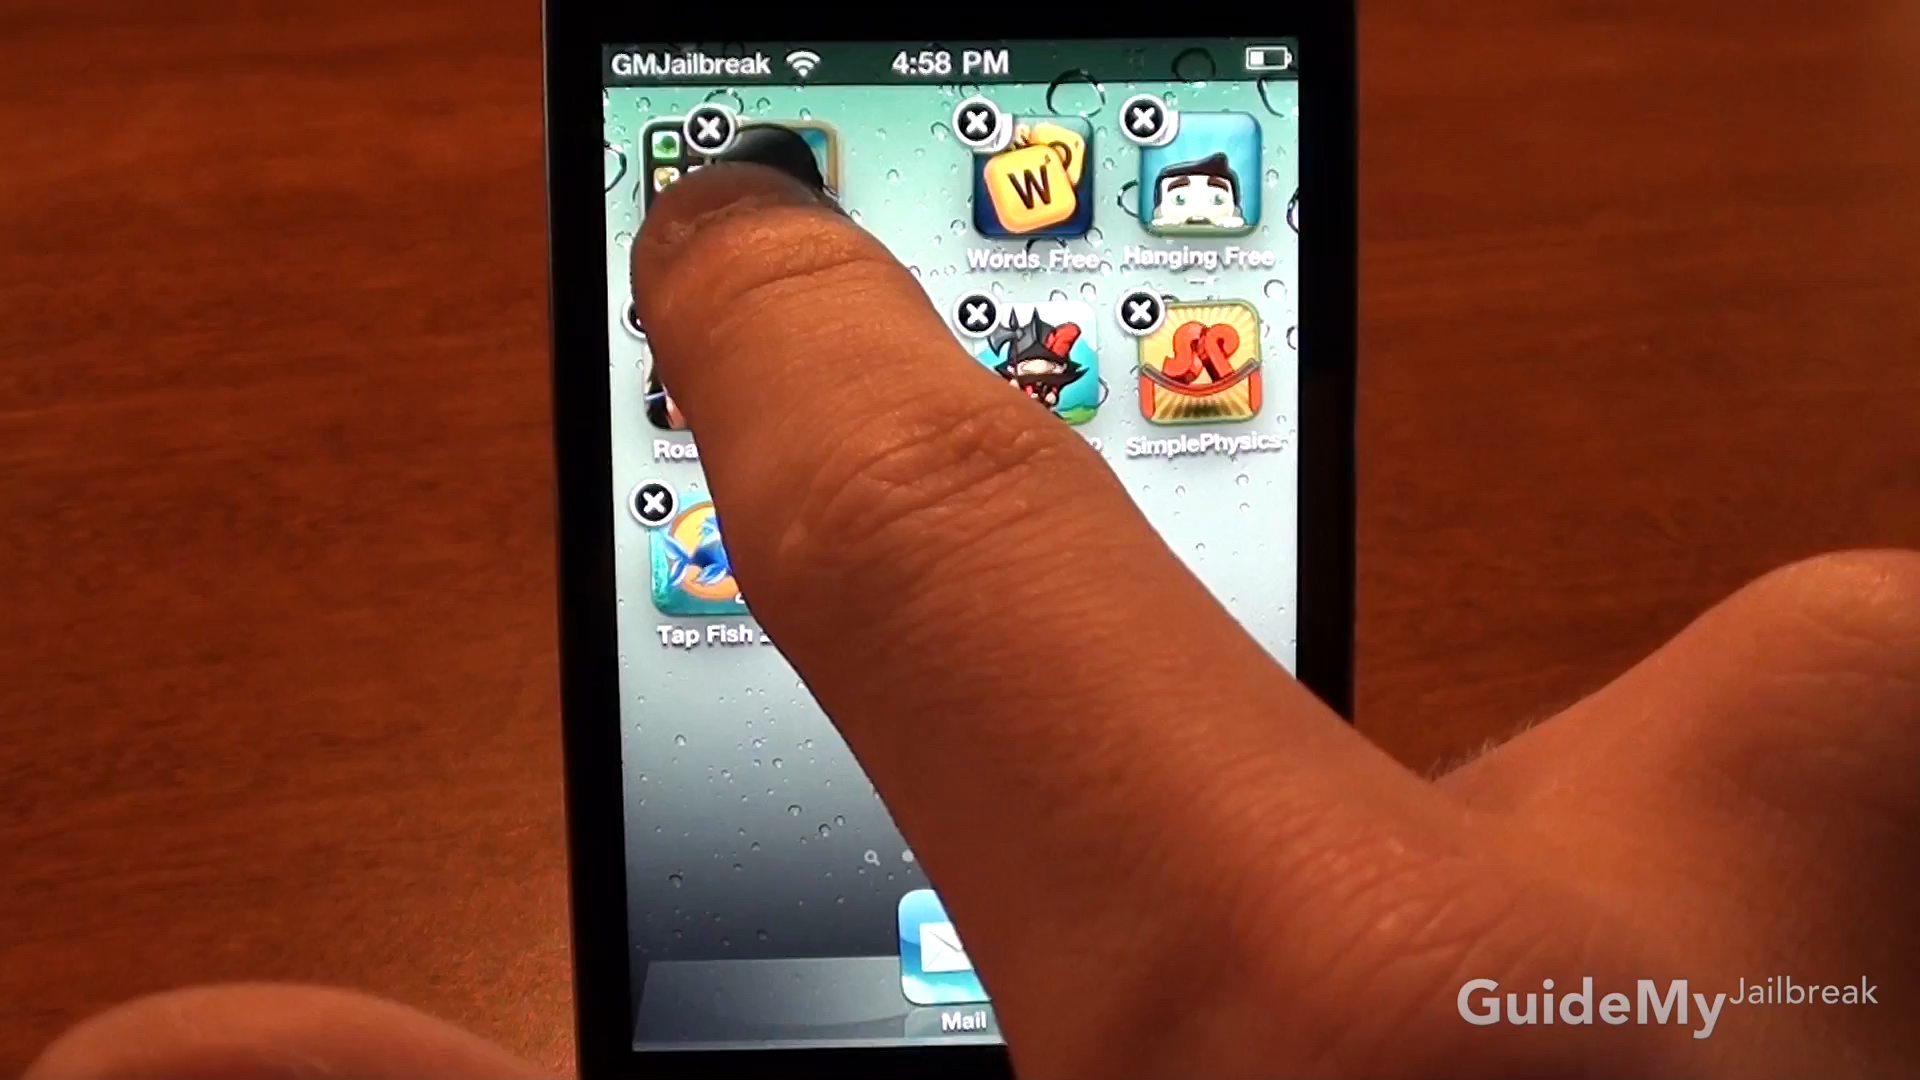 GMJailbreak 4:58 PM
W
Words Free Hanging Free
SimplePhysics
Tap Fish
Mail
GuideMyJailbreak